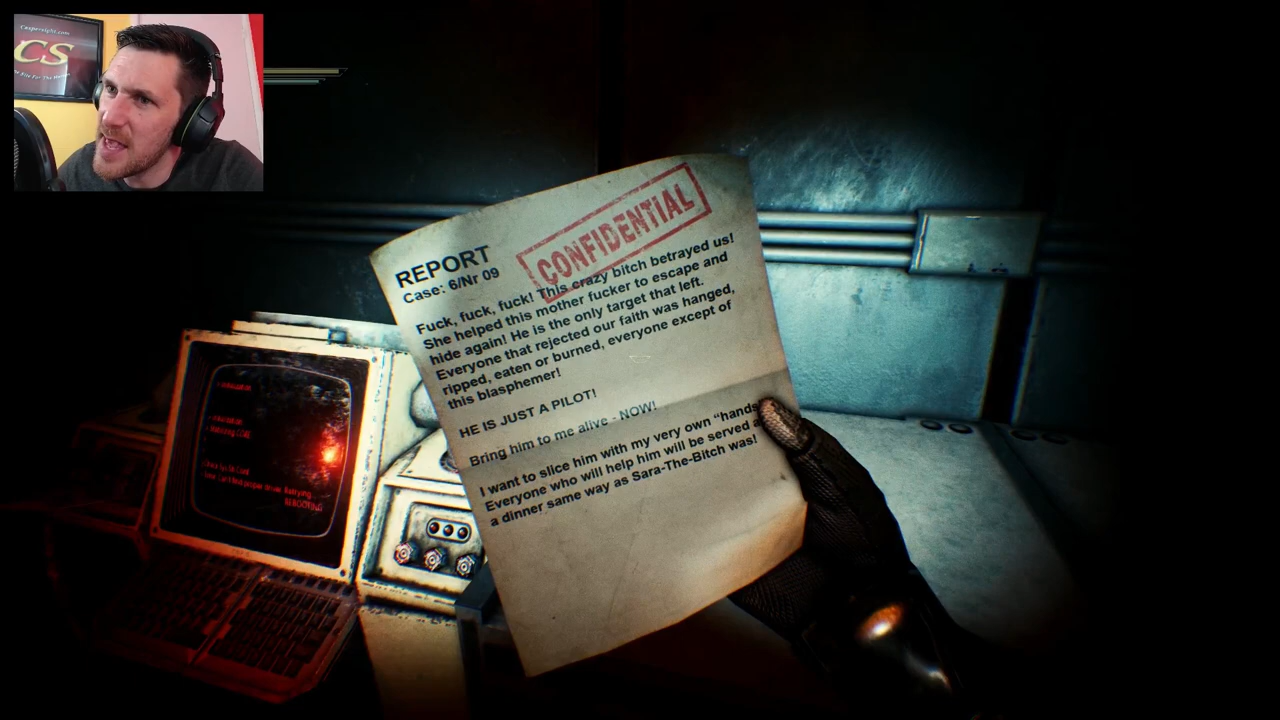 Caspersight.com
CS
CONFIDENTIAL
REPORT
Case: 6/Nr 09
Fuck, fuck, fuck! This crazy bitch betrayed us!
She helped this mother fucker to escape and
hide again! He is the only target that left.
Everyone that rejected our faith was hanged,
ripped, eaten or burned, everyone except of
this blasphemer!
HE IS JUST A PILOT!
Bring him to me alive - NOW!
I want to slice him with my very own “hands
Everyone who will help him will be served a
a dinner same way as Sara-The-Bitch was!
REBOOTING